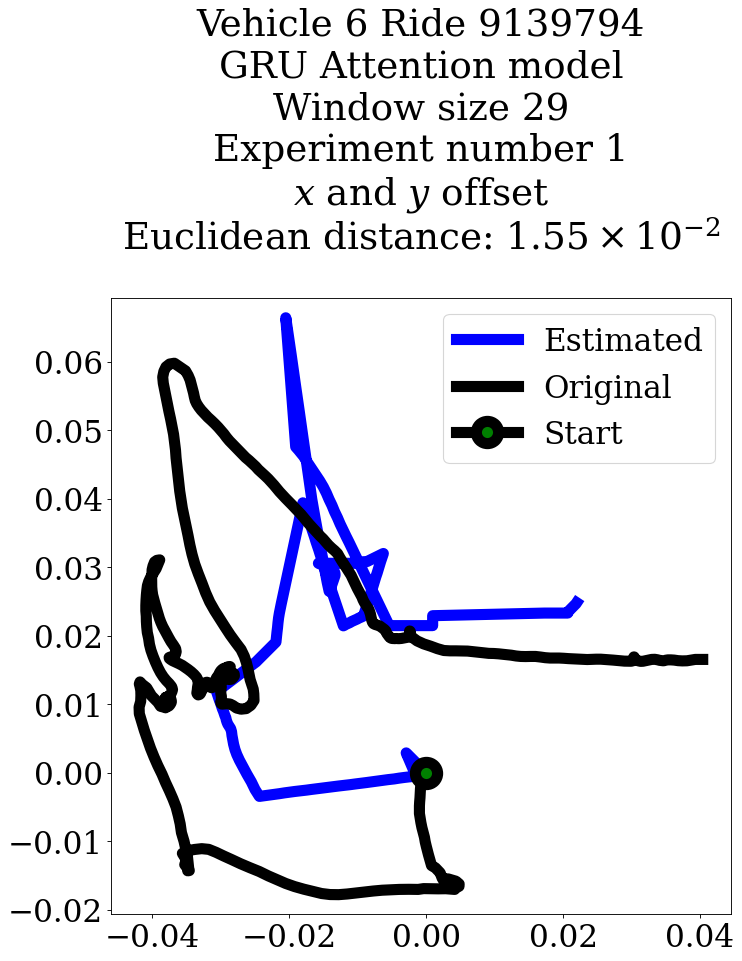 Vehicle 6 Ride 9139794
GRU Attention model
Window size 29
Experiment number 1
x and y offset
Euclidean distance: 1.55 × 10⁻²
Estimated
Original
Start
0.06
0.05
0.04
0.03
0.02
0.01
0.00
−0.01
−0.02
−0.04 −0.02 0.00 0.02 0.04